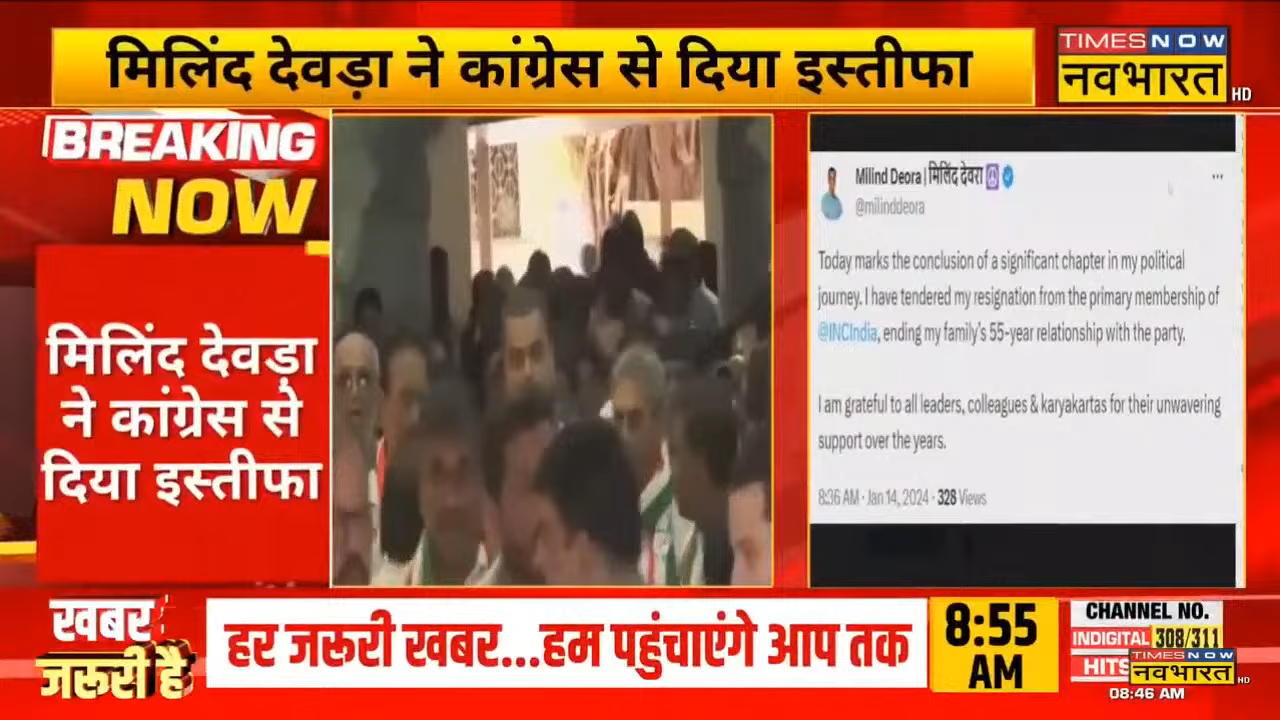 मिलिंद देवड़ा ने कांग्रेस से दिया इस्तीफा
TIMES NOW
नवभारत HD
BREAKING
NOW
मिलिंद देवड़ा
ने कांग्रेस से
दिया इस्तीफा
Milind Deora | मिलिंद देवरा
@milinddeora
Today marks the conclusion of a significant chapter in my political
journey. I have tendered my resignation from the primary membership of
@INCIndia, ending my family's 55-year relationship with the party.
I am grateful to all leaders, colleagues & karyakartas for their unwavering
support over the years.
8:36 AM · Jan 14, 2024 · 328 Views
खबर
जरूरी है
हर जरूरी खबर...हम पहुंचाएंगे आप तक
8:55
AM
CHANNEL NO.
INDIGITAL 308/311
HITS
TIMES NOW
नवभारत HD
08:46 AM